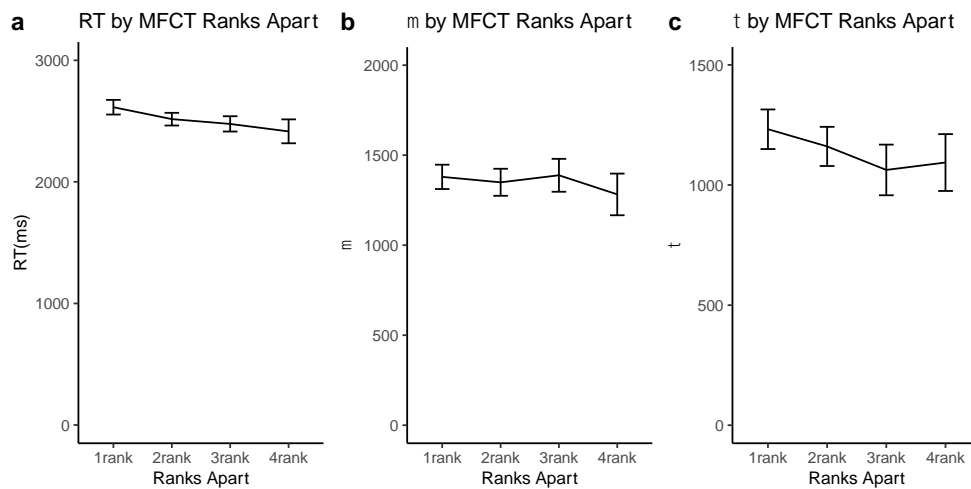 a RT by MFCT Ranks Apart
3000
2000
1000
0
RT(ms)
1rank 2rank 3rank 4rank
Ranks Apart
b m by MFCT Ranks Apart
2000
1500
1000
500
0
m
1rank 2rank 3rank 4rank
Ranks Apart
c t by MFCT Ranks Apart
1500
1000
500
0
t
1rank 2rank 3rank 4rank
Ranks Apart